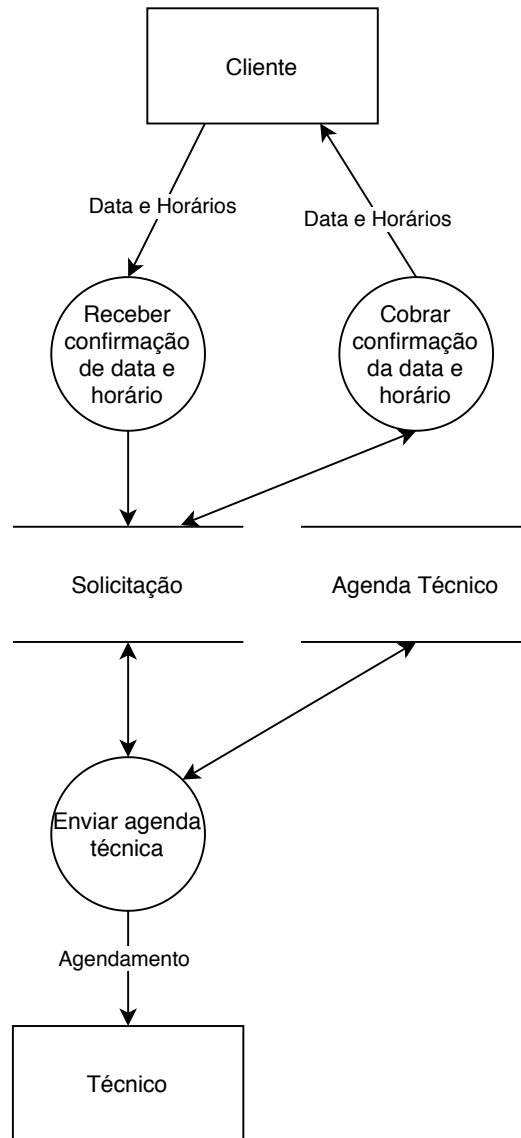 Cliente
Data e Horários
Data e Horários
Receber
confirmação
de data e
horário
Cobrar
confirmação
da data e
horário
Solicitação
Agenda Técnico
Enviar agenda
técnica
Agendamento
Técnico